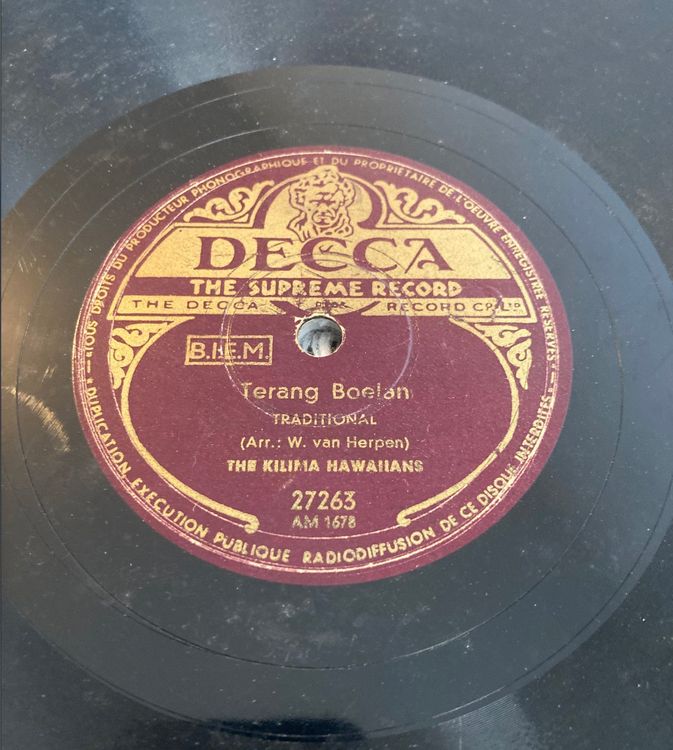 «TOUS DROITS DU PRODUCTEUR PHONOGRAPHIQUE ET DU PROPRIETAIRE DE L'OEUVRE ENREGISTRÉE RÉSERVÉS»
DECCA
THE SUPREME RECORD
THE DECCA RECORD Co Ltd
B.I.E.M.
Terang Boelan
TRADITIONAL
(Arr.: W. van Herpen)
THE KILIMA HAWAIIANS
27263
AM 1678
«DUPLICATION, EXECUTION PUBLIQUE RADIODIFFUSION DE CE DISQUE INTERDITES»